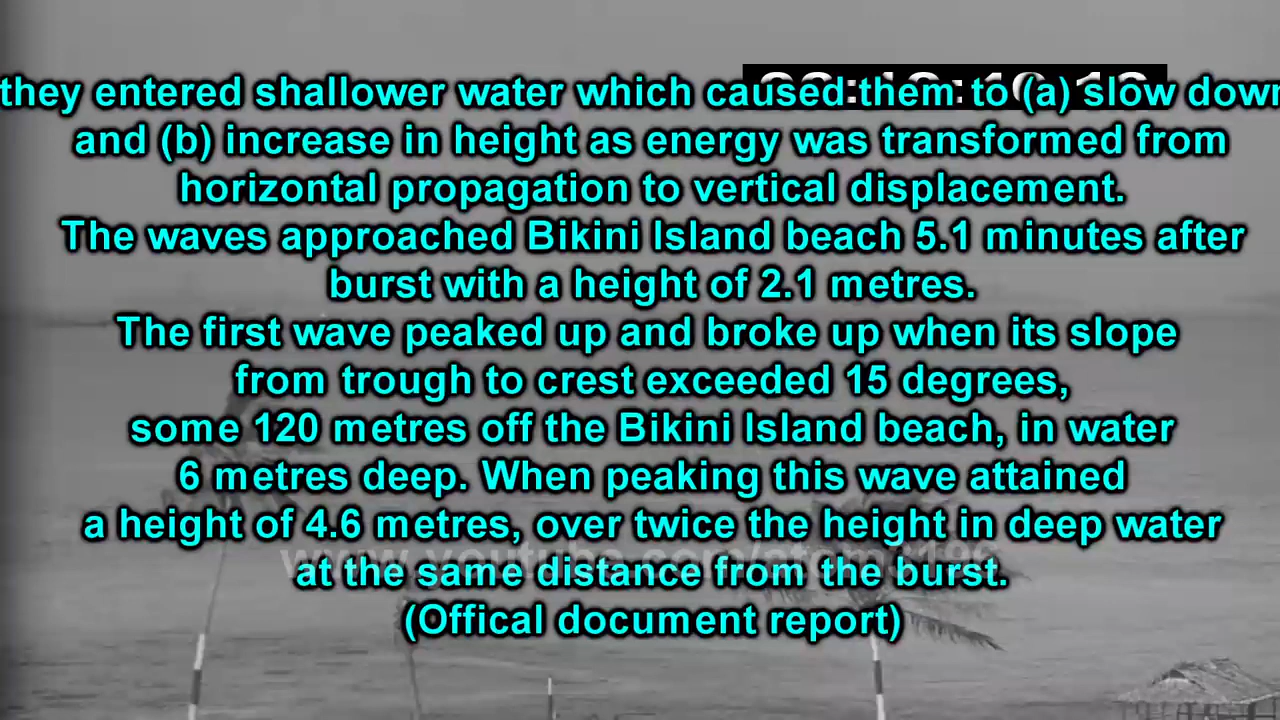 they entered shallower water which caused them to (a) slow down
and (b) increase in height as energy was transformed from
horizontal propagation to vertical displacement.
The waves approached Bikini Island beach 5.1 minutes after
burst with a height of 2.1 metres.
The first wave peaked up and broke up when its slope
from trough to crest exceeded 15 degrees,
some 120 metres off the Bikini Island beach, in water
6 metres deep. When peaking this wave attained
a height of 4.6 metres, over twice the height in deep water
at the same distance from the burst.
(Offical document report)